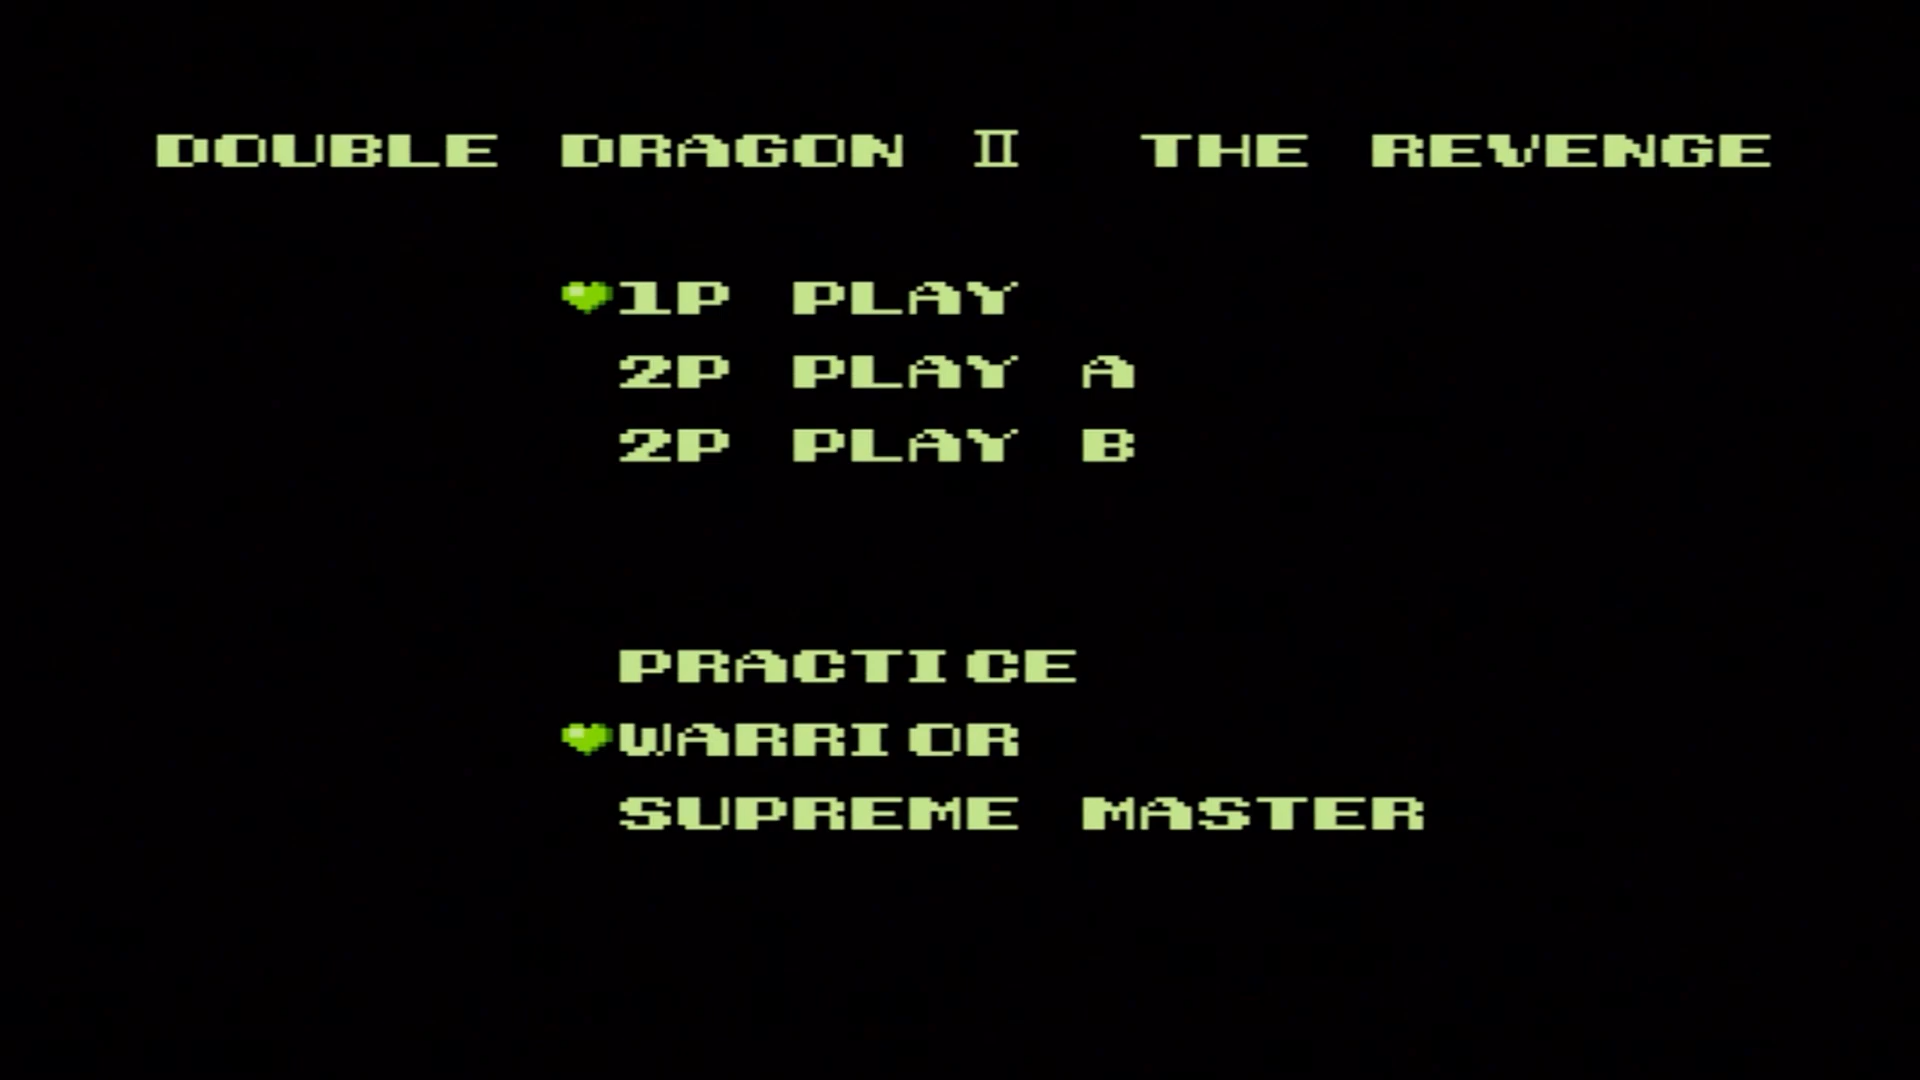 DOUBLE DRAGON II THE REVENGE
1P PLAY
2P PLAY A
2P PLAY B
PRACTICE
WARRIOR
SUPREME MASTER